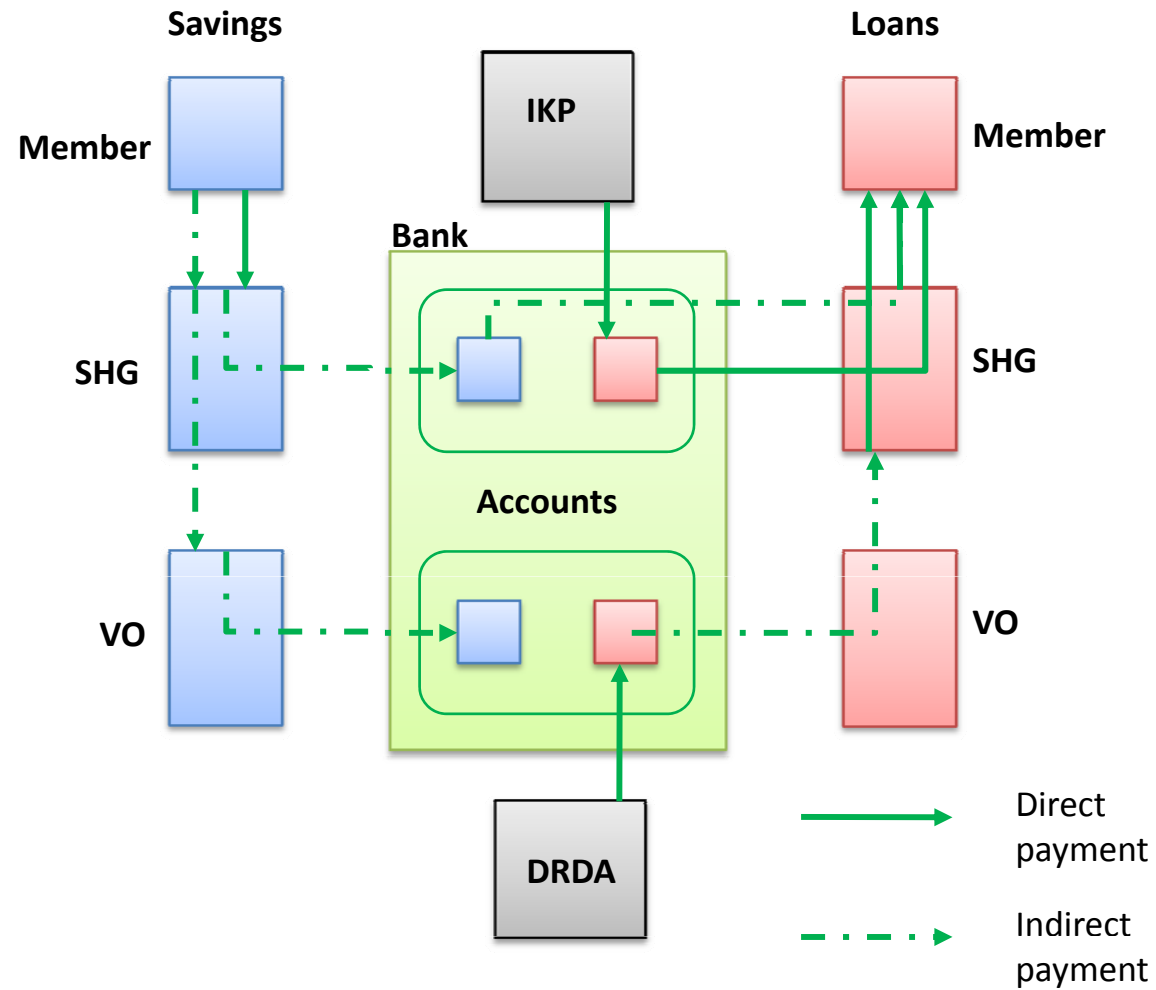 Savings
Loans
IKP
Member
Member
Bank
SHG
SHG
Accounts
VO
VO
DRDA
Direct
payment
Indirect
payment